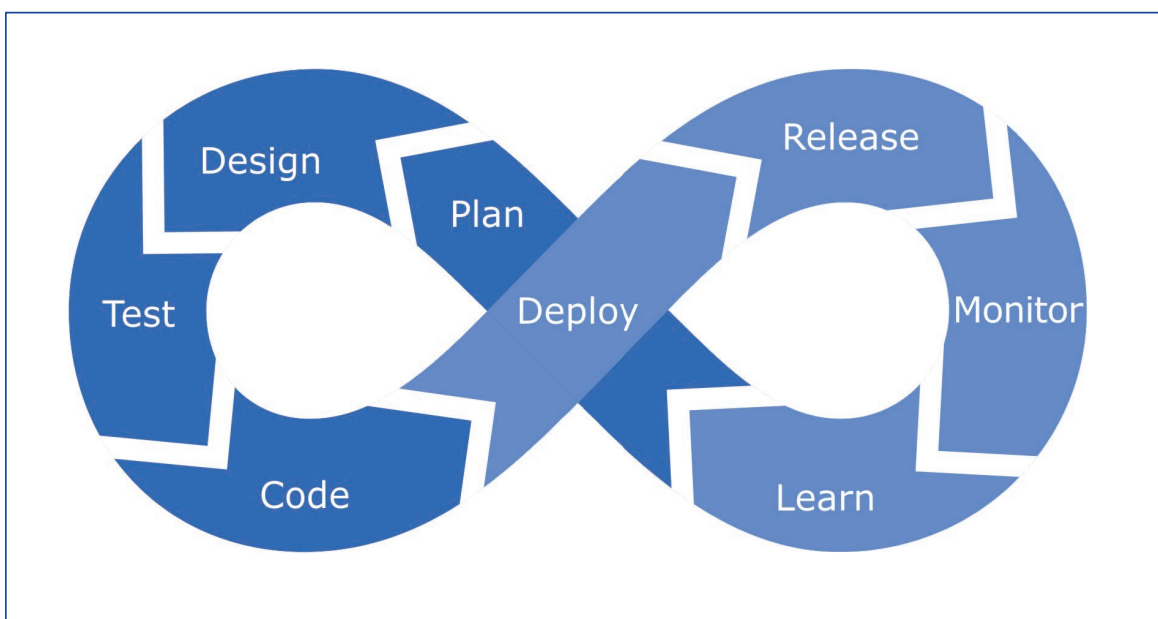 Design
Plan
Test
Code
Deploy
Release
Monitor
Learn